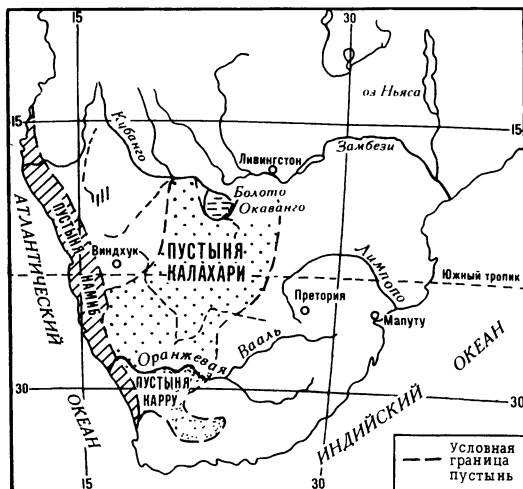 15
30
15
15
оз Ньяса
Кубанго
Ливингстон
Замбези
Болото
Окаванго
АТЛАНТИЧЕСКИЙ
ОКЕАН
ПУСТЫНЯ
НАМИБ
Виндхук
ПУСТЫНЯ
КАЛАХАРИ
Лимпопо
Южный тропик
Претория
Мапуту
Оранжевая
Вааль
ПУСТЫНЯ
КАРРУ
ИНДИЙСКИЙ
ОКЕАН
30
30
15
30
Условная
граница
пустынь